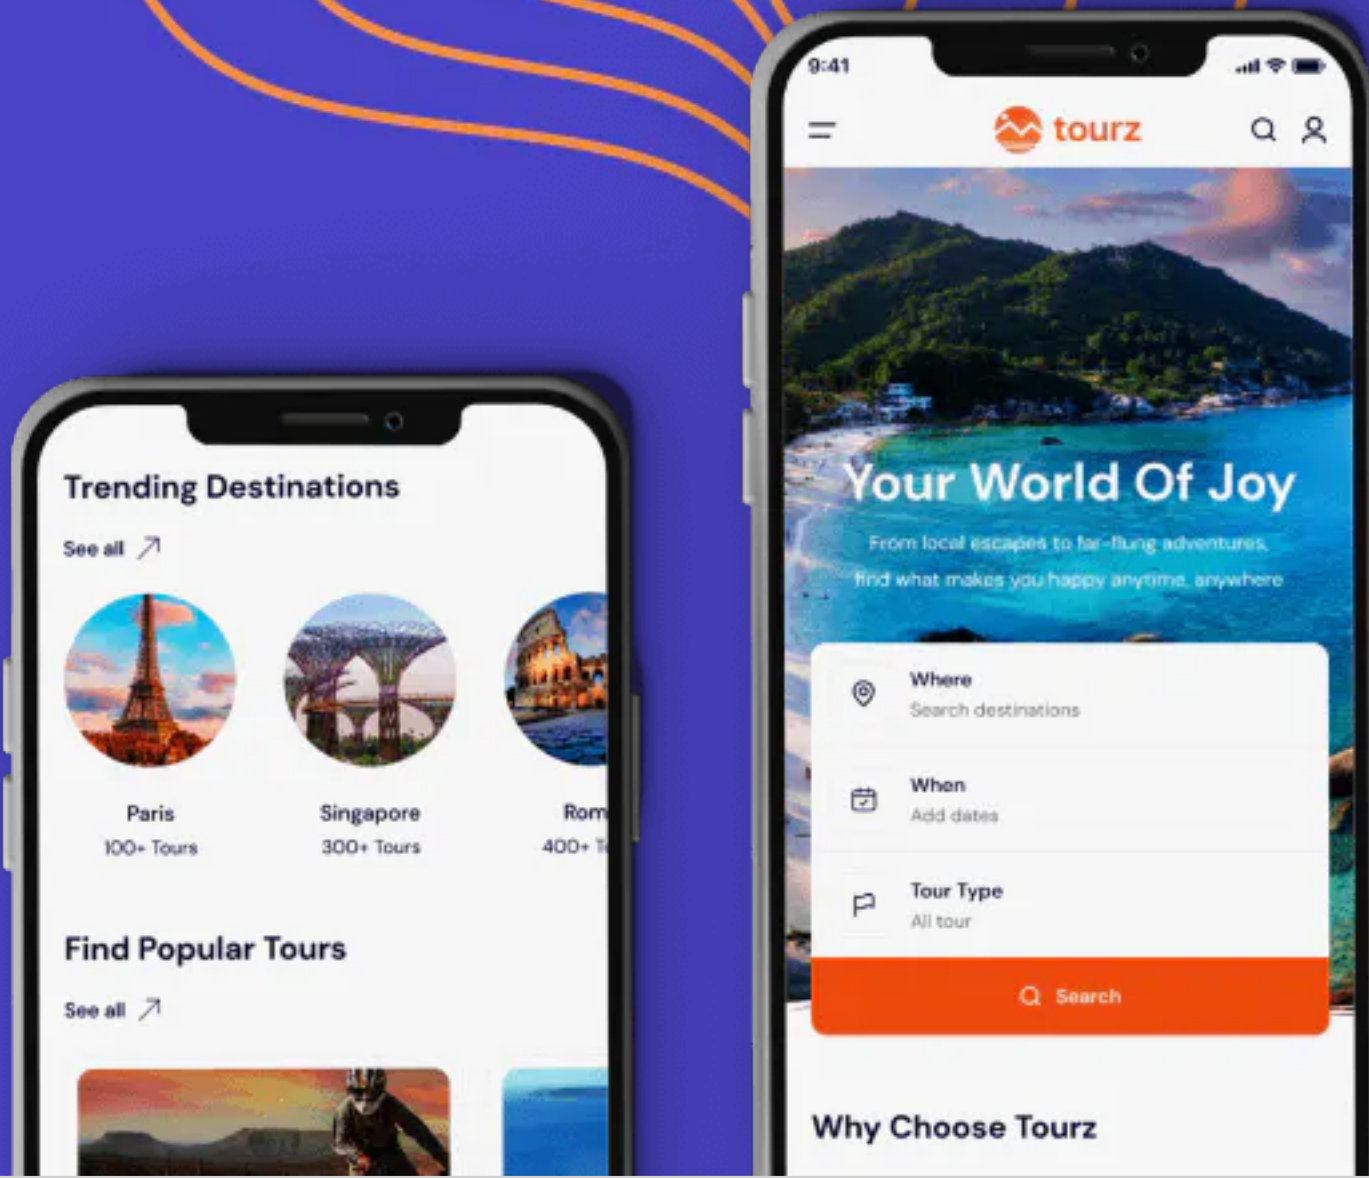 Trending Destinations
See all
Paris
100+ Tours
Singapore
300+ Tours
Rom
400+ T
Find Popular Tours
See all
9:41
tourz
Your World Of Joy
From local escapes to far-flung adventures,
find what makes you happy anytime, anywhere
Where
Search destinations
When
Add dates
Tour Type
All tour
Search
Why Choose Tourz